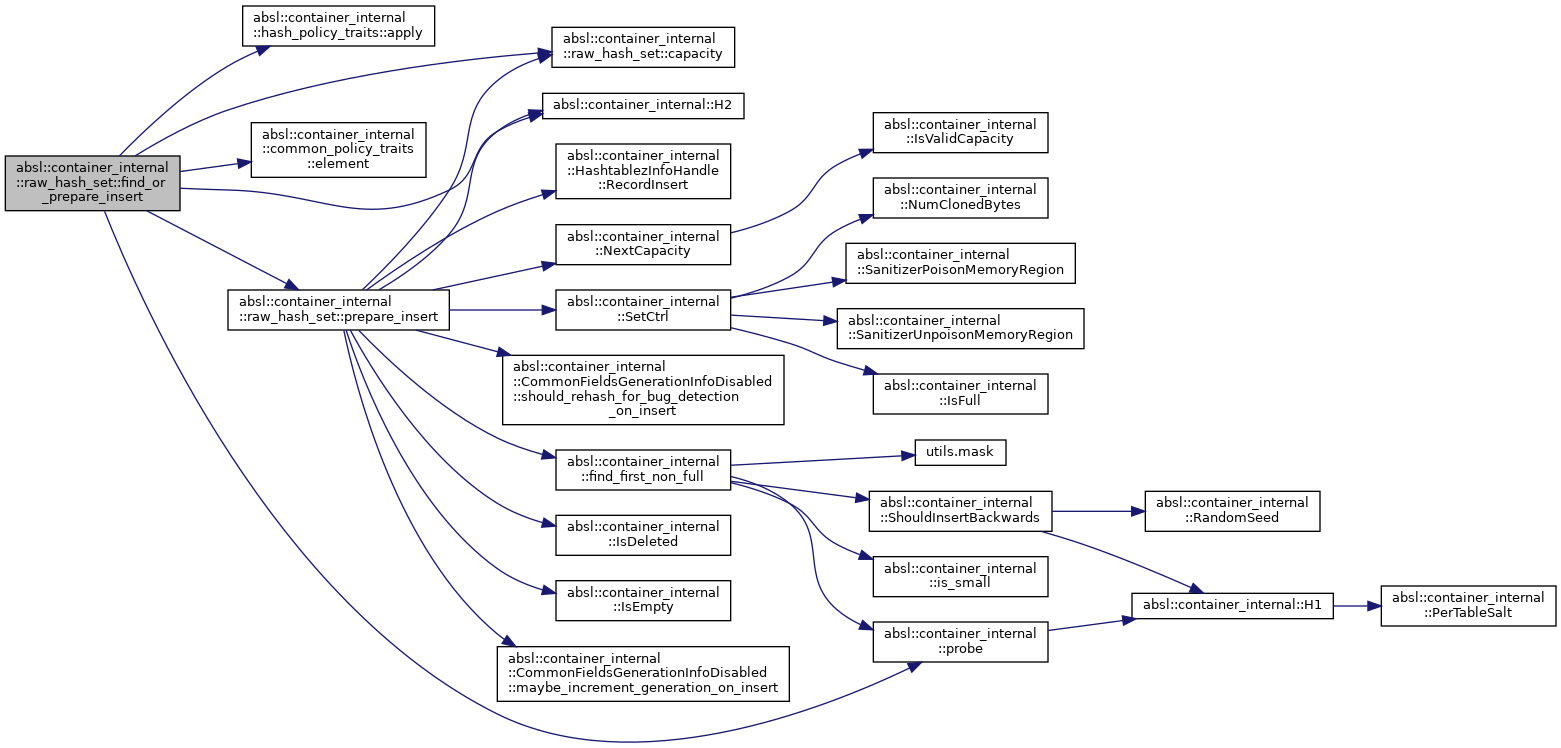 absl::container_internal
::raw_hash_set::find_or
_prepare_insert
absl::container_internal
::hash_policy_traits::apply
absl::container_internal
::common_policy_traits
::element
absl::container_internal
::raw_hash_set::prepare_insert
absl::container_internal
::raw_hash_set::capacity
absl::container_internal::H2
absl::container_internal
::HashtablezInfoHandle
::RecordInsert
absl::container_internal
::NextCapacity
absl::container_internal
::SetCtrl
absl::container_internal
::CommonFieldsGenerationInfoDisabled
::should_rehash_for_bug_detection
_on_insert
absl::container_internal
::find_first_non_full
absl::container_internal
::IsDeleted
absl::container_internal
::IsEmpty
absl::container_internal
::CommonFieldsGenerationInfoDisabled
::maybe_increment_generation_on_insert
absl::container_internal
::IsValidCapacity
absl::container_internal
::NumClonedBytes
absl::container_internal
::SanitizerPoisonMemoryRegion
absl::container_internal
::SanitizerUnpoisonMemoryRegion
absl::container_internal
::IsFull
utils.mask
absl::container_internal
::ShouldInsertBackwards
absl::container_internal
::is_small
absl::container_internal
::probe
absl::container_internal
::RandomSeed
absl::container_internal::H1
absl::container_internal
::PerTableSalt